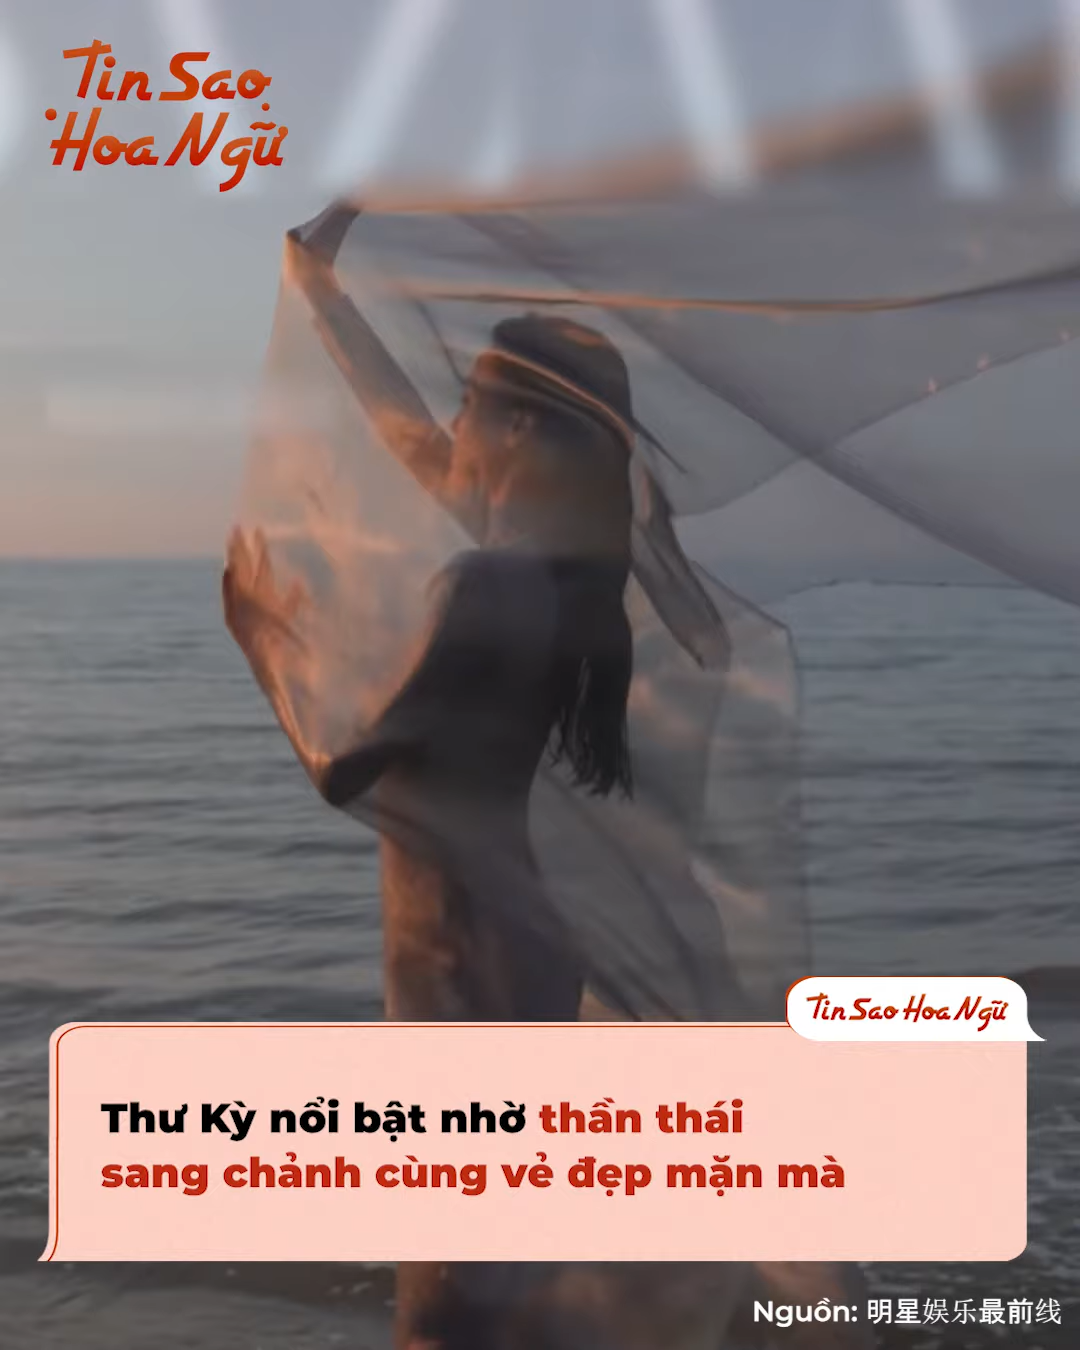 Tin Sao
Hoa Ngữ
Tin Sao Hoa Ngữ
Thư Kỳ nổi bật nhờ thần thái
sang chảnh cùng vẻ đẹp mặn mà
Nguồn: 明星娱乐最前线